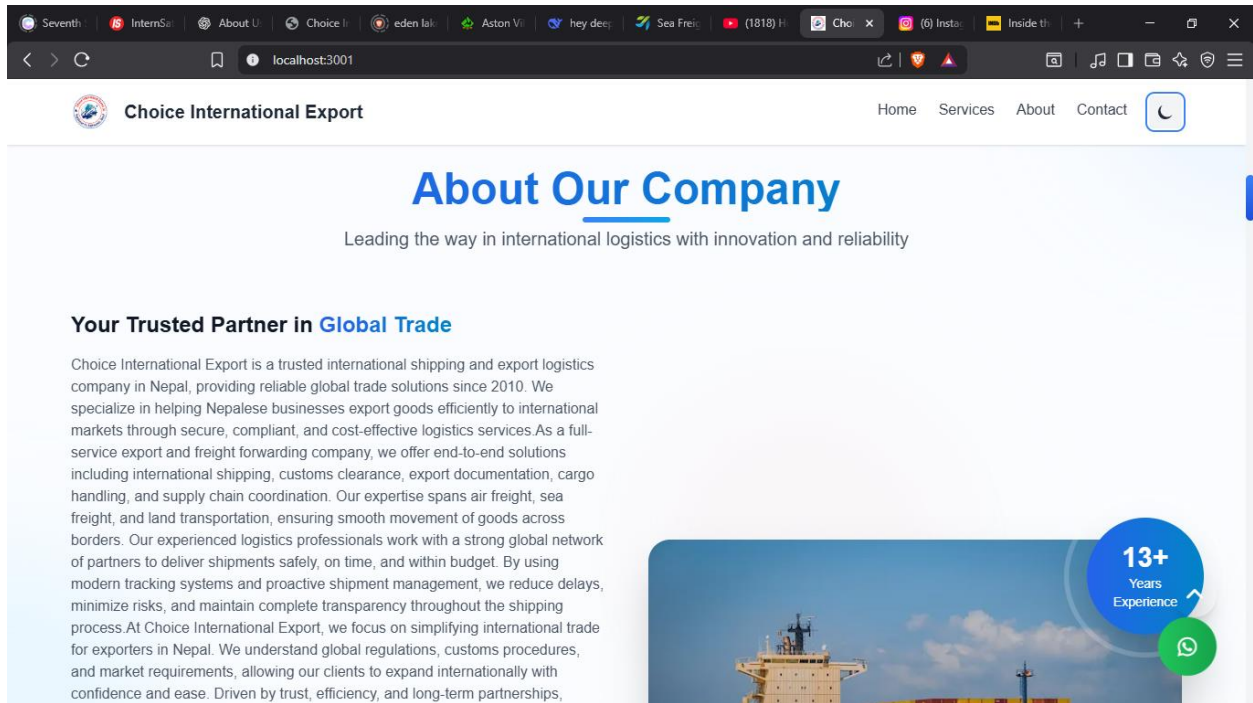 Seventh
InternSa
About U
Choice In
eden lak
Aston Vil
hey deep
Sea Freig
(1818) H
Cho
(6) Insta
Inside th
localhost:3001
Choice International Export
Home
Services
About
Contact
About Our Company
Leading the way in international logistics with innovation and reliability
Your Trusted Partner in Global Trade
Choice International Export is a trusted international shipping and export logistics
company in Nepal, providing reliable global trade solutions since 2010. We
specialize in helping Nepalese businesses export goods efficiently to international
markets through secure, compliant, and cost-effective logistics services.As a full-
service export and freight forwarding company, we offer end-to-end solutions
including international shipping, customs clearance, export documentation, cargo
handling, and supply chain coordination. Our expertise spans air freight, sea
freight, and land transportation, ensuring smooth movement of goods across
borders. Our experienced logistics professionals work with a strong global network
of partners to deliver shipments safely, on time, and within budget. By using
modern tracking systems and proactive shipment management, we reduce delays,
minimize risks, and maintain complete transparency throughout the shipping
process.At Choice International Export, we focus on simplifying international trade
for exporters in Nepal. We understand global regulations, customs procedures,
and market requirements, allowing our clients to expand internationally with
confidence and ease. Driven by trust, efficiency, and long-term partnerships,
13+
Years
Experience